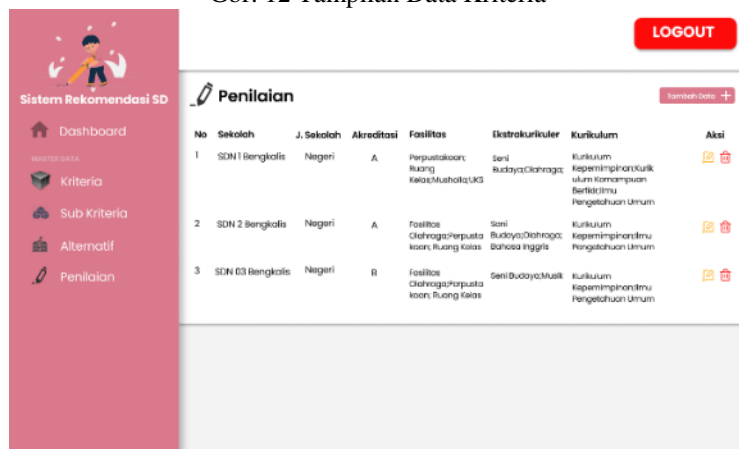 Gbr. 12 Tampilan Data Kriteria
LOGOUT
Sistem Rekomendasi SD
Dashboard
MASTER DATA
Kriteria
Sub Kriteria
Alternatif
Penilaian
Penilaian
Tambah Data +
No Sekolah J. Sekolah Akreditasi Fasilitas Ekstrakurikuler Kurikulum Aksi
1 SDN 1 Bengkalis Negeri A Perpustakaan; Seni Kurikulum
Ruang Budaya;Olahraga; Kepemimpinan;Kurik
Kelas;Musholla;UKS ulum Kemampuan
Berfikir;Ilmu
Pengetahuan Umum
2 SDN 2 Bengkalis Negeri A Fasilitas Seni Kurikulum
Olahraga;Perpusta Budaya;Olahraga; Kepemimpinan;Ilmu
kaan; Ruang Kelas Bahasa Inggris Pengetahuan Umum
3 SDN 03 Bengkalis Negeri B Fasilitas Seni Budaya;Musik Kurikulum
Olahraga;Perpusta Kepemimpinan;Ilmu
kaan; Ruang Kelas Pengetahuan Umum